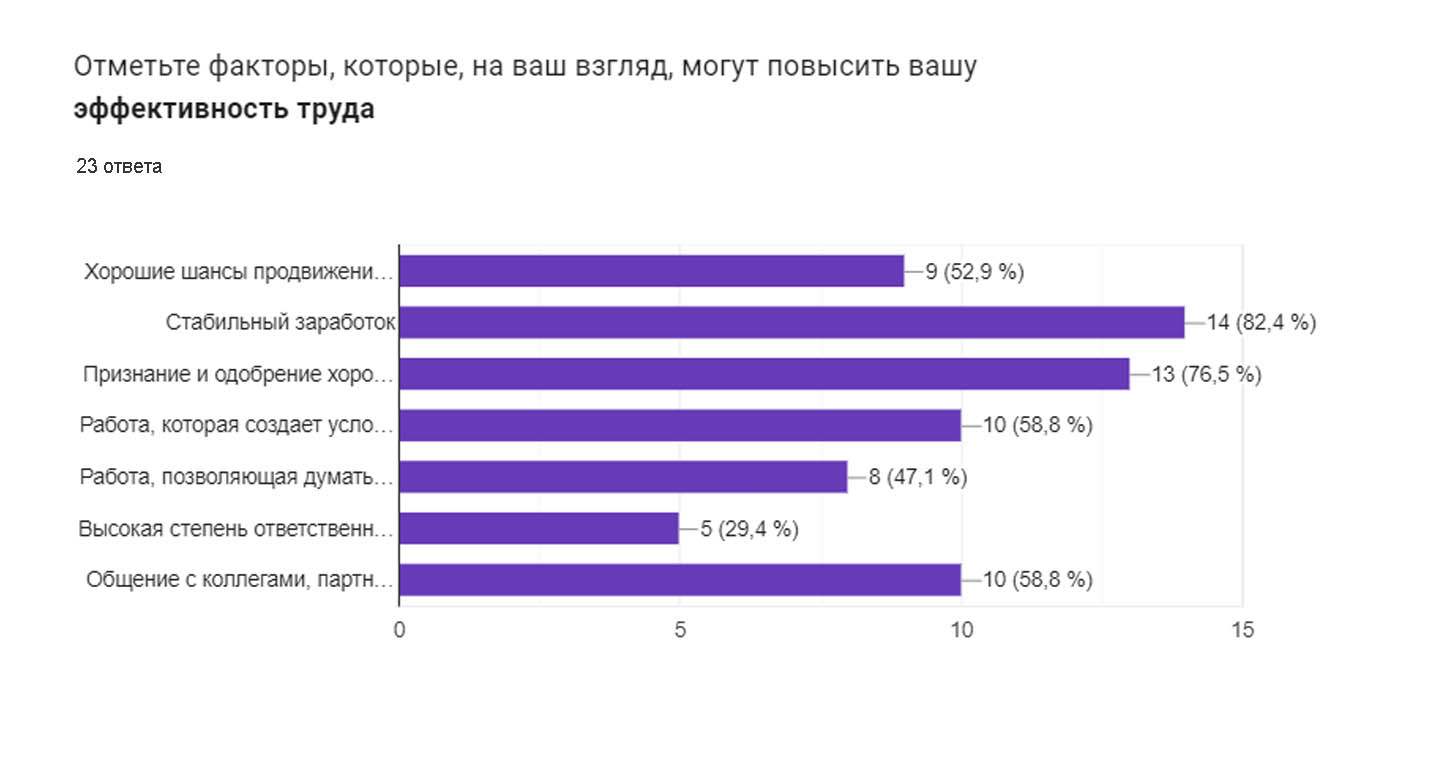 Отметьте факторы, которые, на ваш взгляд, могут повысить вашу
эффективность труда
23 ответа
Хорошие шансы продвижени… 9 (52,9 %)
Стабильный заработок 14 (82,4 %)
Признание и одобрение хоро… 13 (76,5 %)
Работа, которая создает усло… 10 (58,8 %)
Работа, позволяющая думать… 8 (47,1 %)
Высокая степень ответственн… 5 (29,4 %)
Общение с коллегами, партн… 10 (58,8 %)
0 5 10 15